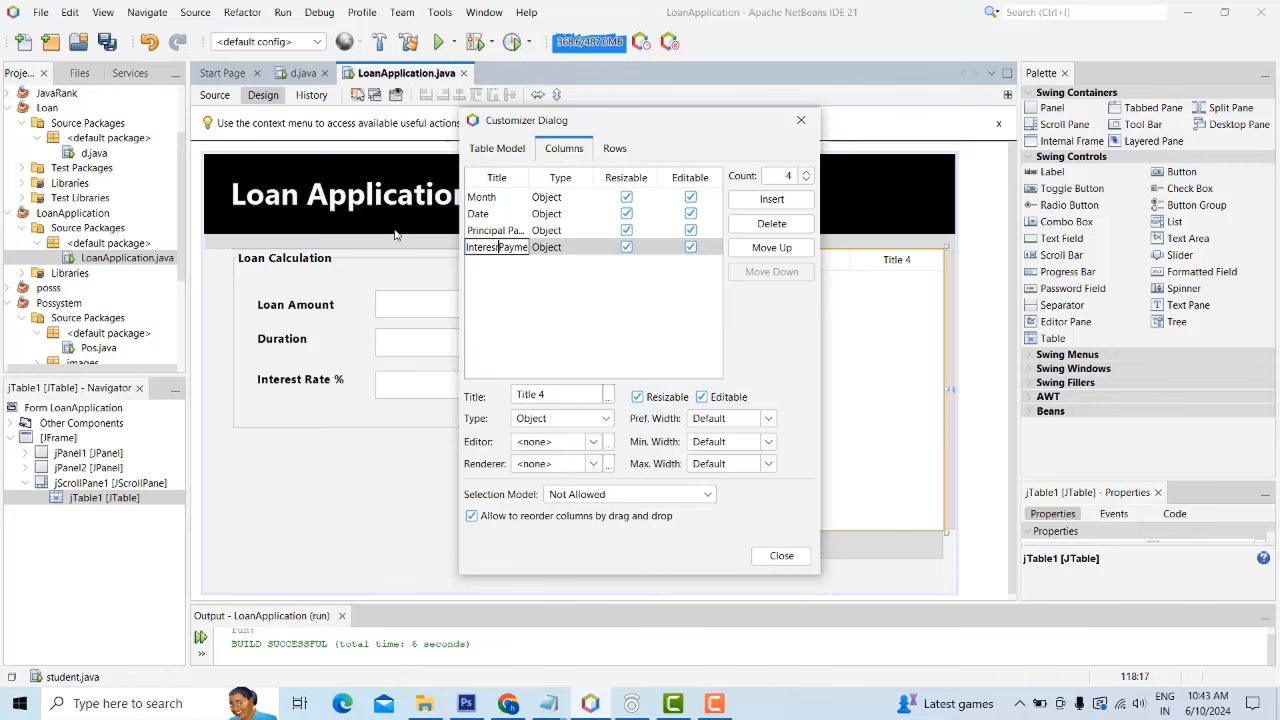 File Edit View Navigate Source Refactor Run Debug Profile Team Tools Window Help LoanApplication - Apache NetBeans IDE 21 Search (Ctrl+I)
<default config> 368.6/487.0MB
Proje... Files Services Start Page d.java LoanApplication.java Palette
JavaRank
Loan
Source Packages
<default package>
d.java
Test Packages
Libraries
Test Libraries
LoanApplication
Source Packages
<default package>
LoanApplication.java
Libraries
posss
Possystem
Source Packages
<default package>
Pos.java
images
Source Design History
Use the context menu to access available useful actions
Loan Application
Loan Calculation
Loan Amount
Duration
Interest Rate %
Title 4
Customizer Dialog
Table Model Columns Rows
Title Type Resizable Editable
Month Object
Date Object
Principal Pa... Object
InteresPayme Object
Count: 4
Insert
Delete
Move Up
Move Down
Title: Title 4 ... Resizable Editable
Type: Object Pref. Width: Default
Editor: <none> ... Min. Width: Default
Renderer: <none> ... Max. Width: Default
Selection Model: Not Allowed
Allow to reorder columns by drag and drop
Close
Swing Containers
Panel Tabbed Pane Split Pane
Scroll Pane Tool Bar Desktop Pane
Internal Frame Layered Pane
Swing Controls
Label Button
Toggle Button Check Box
Radio Button Button Group
Combo Box List
Text Field Text Area
Scroll Bar Slider
Progress Bar Formatted Field
Password Field Spinner
Separator Text Pane
Editor Pane Tree
Table
Swing Menus
Swing Windows
Swing Fillers
AWT
Beans
jTable1 [JTable] - Navigator
Form LoanApplication
Other Components
[JFrame]
jPanel1 [JPanel]
jPanel2 [JPanel]
jScrollPane1 [JScrollPane]
jTable1 [JTable]
jTable1 [JTable] - Properties
Properties Events Code
Properties
jTable1 [JTable]
Output - LoanApplication (run)
run:
BUILD SUCCESSFUL (total time: 6 seconds)
student.java 118:17
Type here to search Latest games IN 10:43 AM
6/10/2024